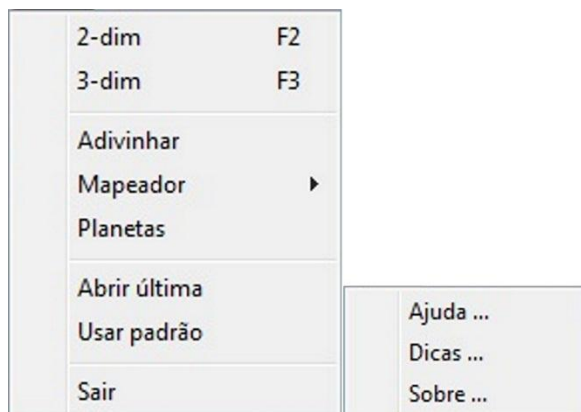 2-dim F2
3-dim F3
Adivinhar
Mapeador
Planetas
Abrir última
Usar padrão
Sair
Ajuda ...
Dicas ...
Sobre ...